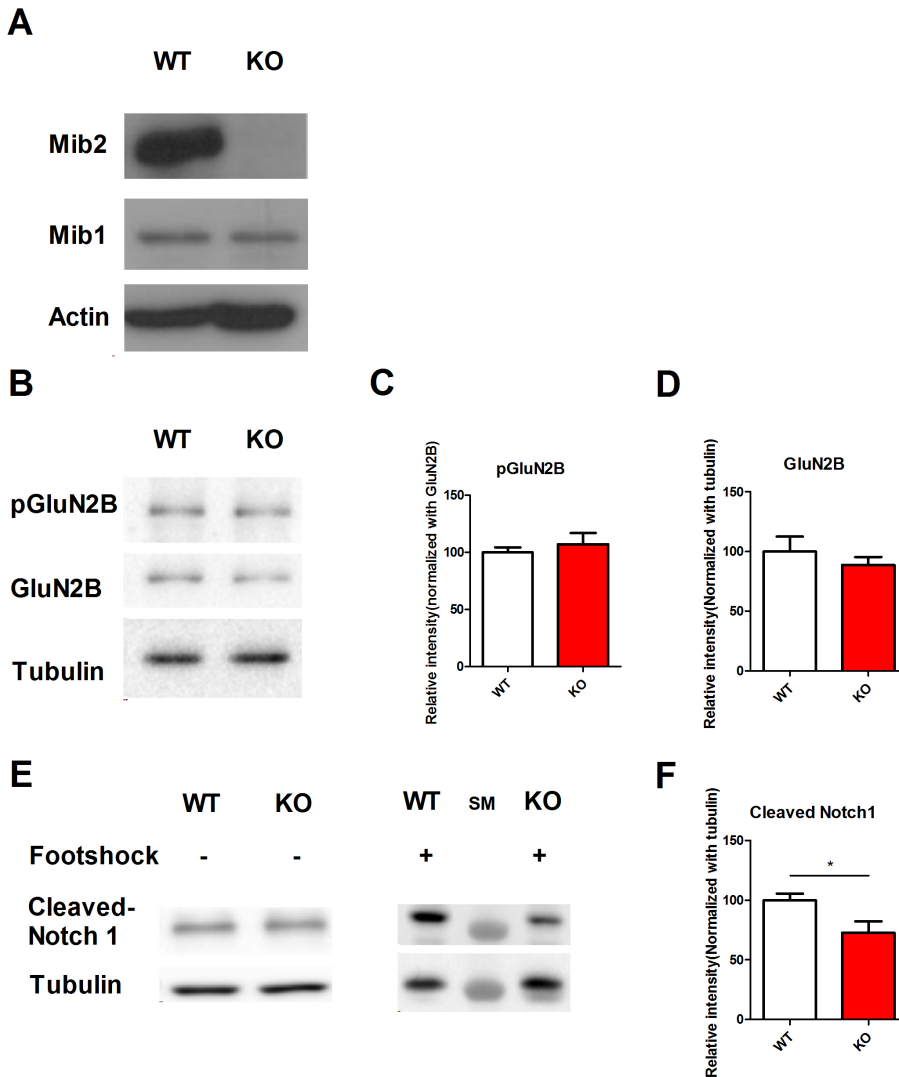 A
WT KO
Mib2
Mib1
Actin
B
WT KO
pGluN2B
GluN2B
Tubulin
C
pGluN2B
Relative intensity(normalized with GluN2B)
150
100
50
0
WT KO
D
GluN2B
Relative intensity(Normalized with tubulin)
150
100
50
0
WT KO
E
WT KO WT SM KO
Footshock - - + +
Cleaved-
Notch 1
Tubulin
F
Cleaved Notch1
Relative intensity(Normalized with tubulin)
150
100
50
0
*
WT KO